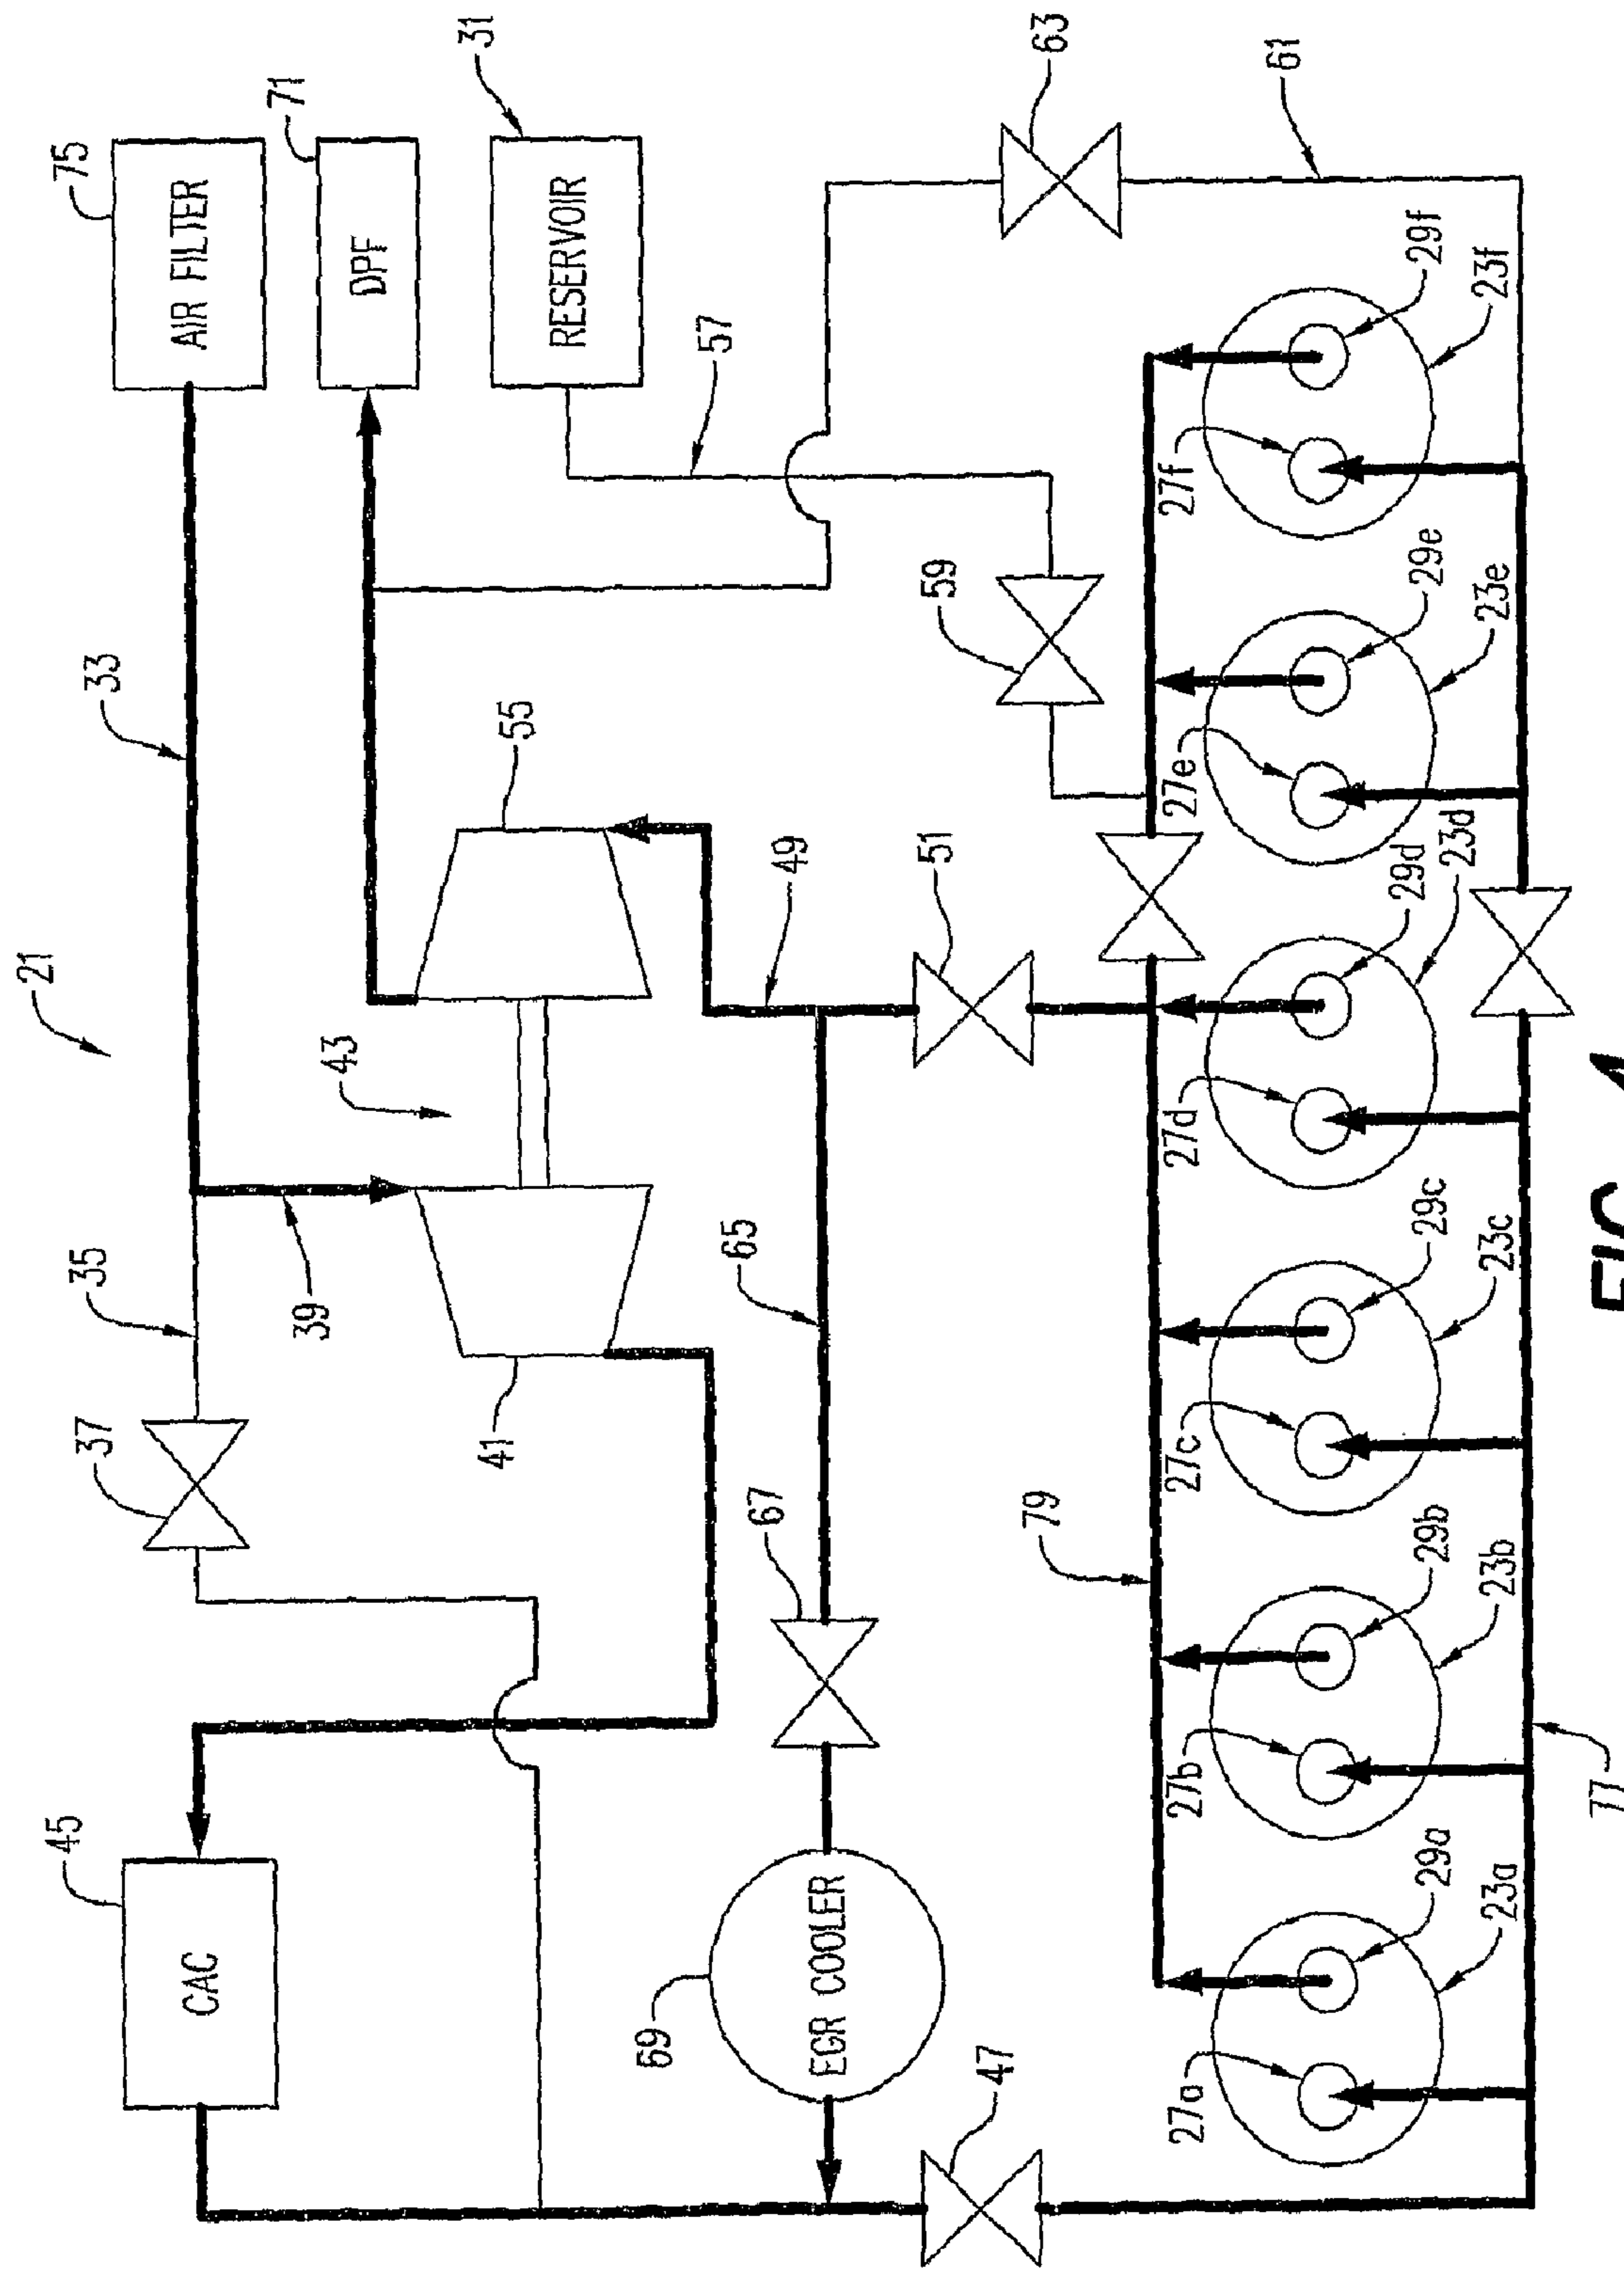 45
37
35
21
33
75
CAC
AIR FILTER
39
43
71
DPF
41
55
31
RESERVOIR
69
67
65
57
EGR COOLER
49
47
51
59
79
63
27a
27b
27c
27d
27e
27f
61
29a
29b
29c
29d
29e
29f
23a
23b
23c
23d
23e
23f
77
FIG. 4